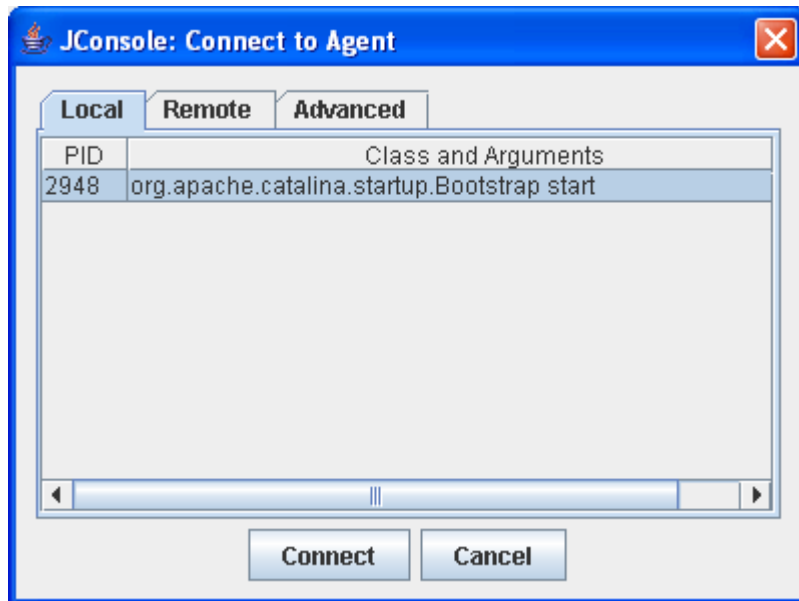 JConsole: Connect to Agent
Local Remote Advanced
PID Class and Arguments
2948 org.apache.catalina.startup.Bootstrap start
Connect Cancel